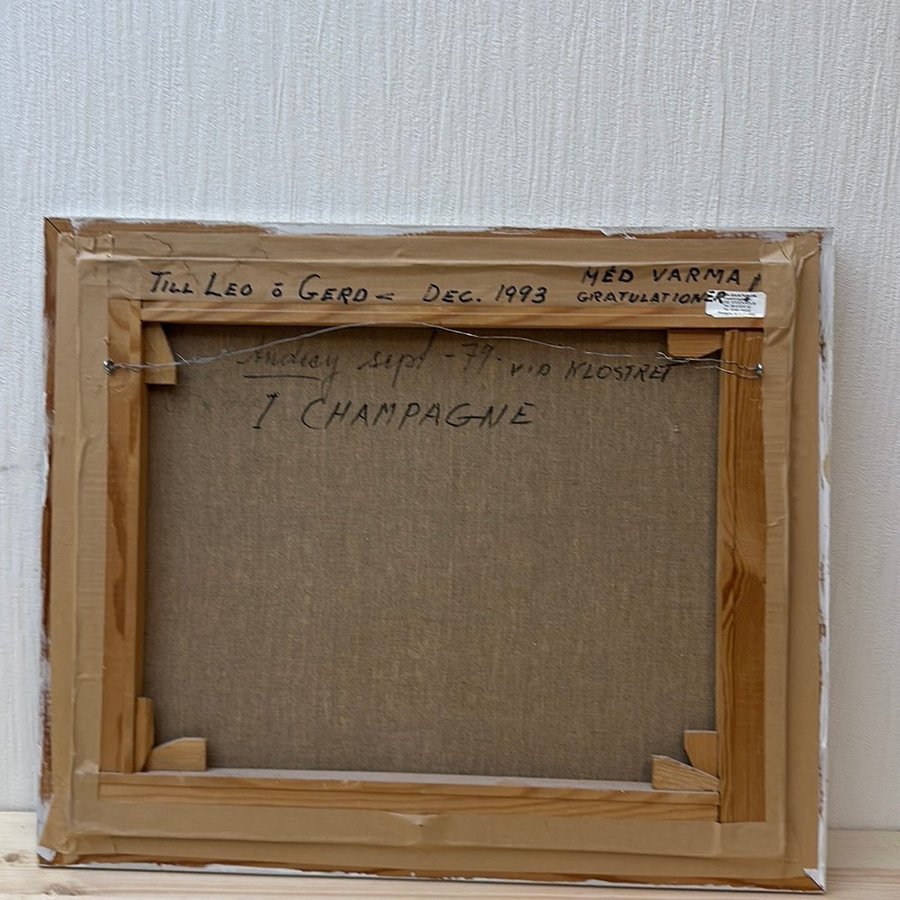 TILL LEO ö GERD = DEC. 1993 MED VARMA
GRATULATIONER!
sept - 79. VID KLOSTRET
I CHAMPAGNE